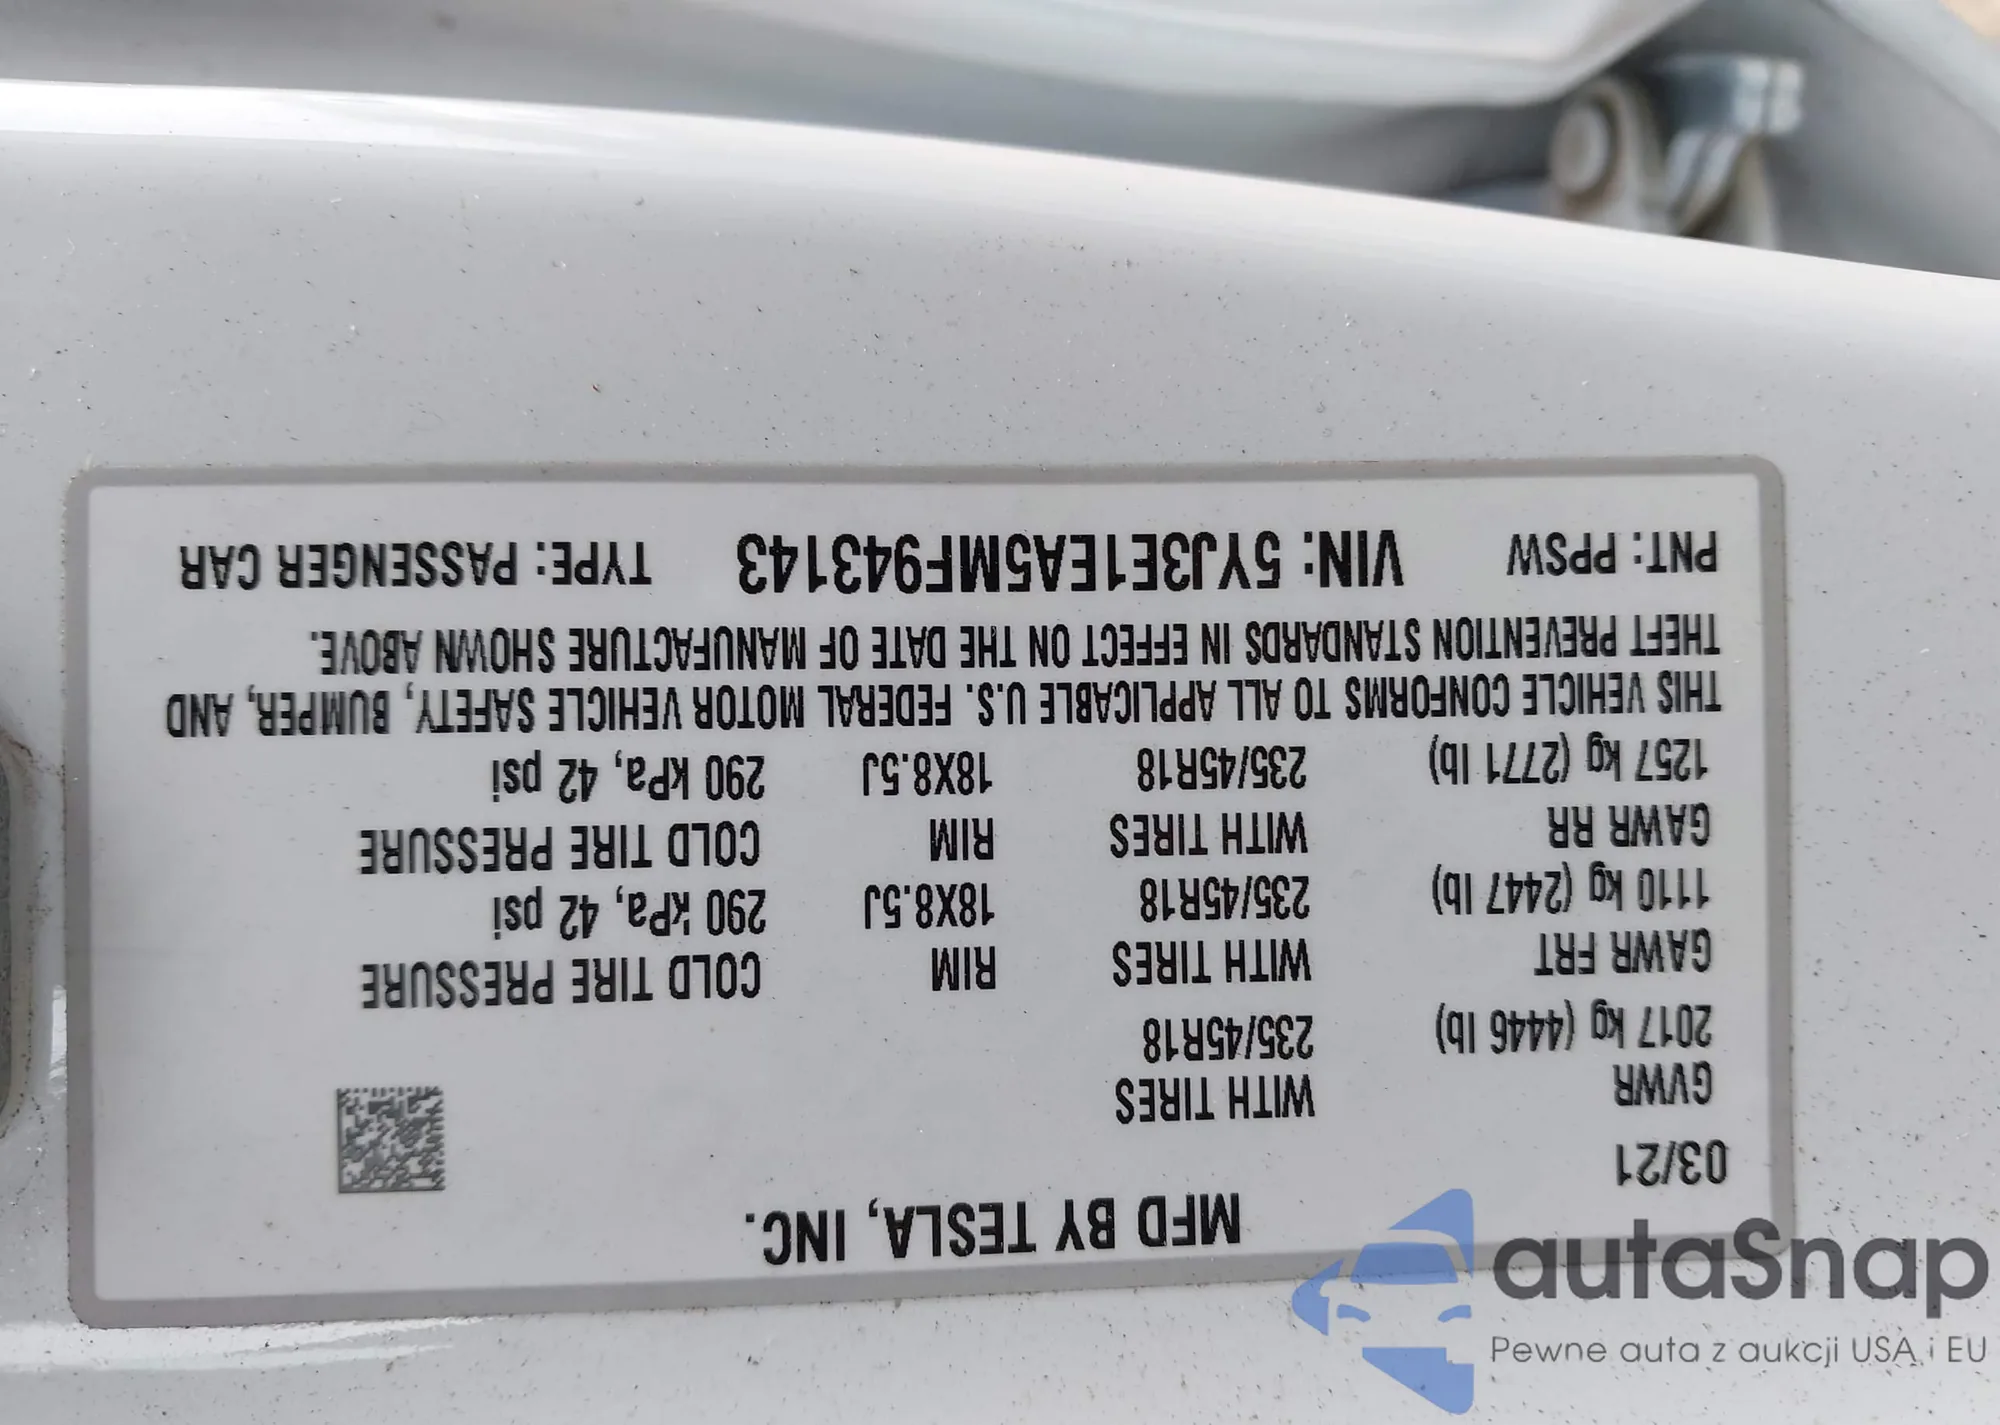 MFD BY TESLA, INC.
03/21
GVWR WITH TIRES
2017 kg (4446 lb) 235/45R18
GAWR FRT WITH TIRES RIM COLD TIRE PRESSURE
1110 kg (2447 lb) 235/45R18 18X8.5J 290 kPa, 42 psi
GAWR RR WITH TIRES RIM COLD TIRE PRESSURE
1257 kg (2771 lb) 235/45R18 18X8.5J 290 kPa, 42 psi
THIS VEHICLE CONFORMS TO ALL APPLICABLE U.S. FEDERAL MOTOR VEHICLE SAFETY, BUMPER, AND
THEFT PREVENTION STANDARDS IN EFFECT ON THE DATE OF MANUFACTURE SHOWN ABOVE.
PNT: PPSW VIN: 5YJ3E1EA5MF943143 TYPE: PASSENGER CAR
autaSnap
Pewne auta z aukcji USA i EU